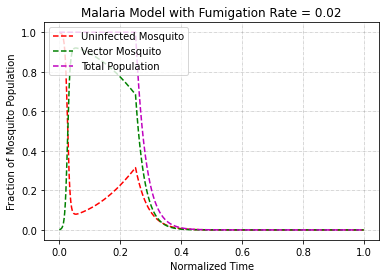 Malaria Model with Fumigation Rate = 0.02
Uninfected Mosquito
Vector Mosquito
Total Population
Fraction of Mosquito Population
1.0
0.8
0.6
0.4
0.2
0.0
0.0 0.2 0.4 0.6 0.8 1.0
Normalized Time